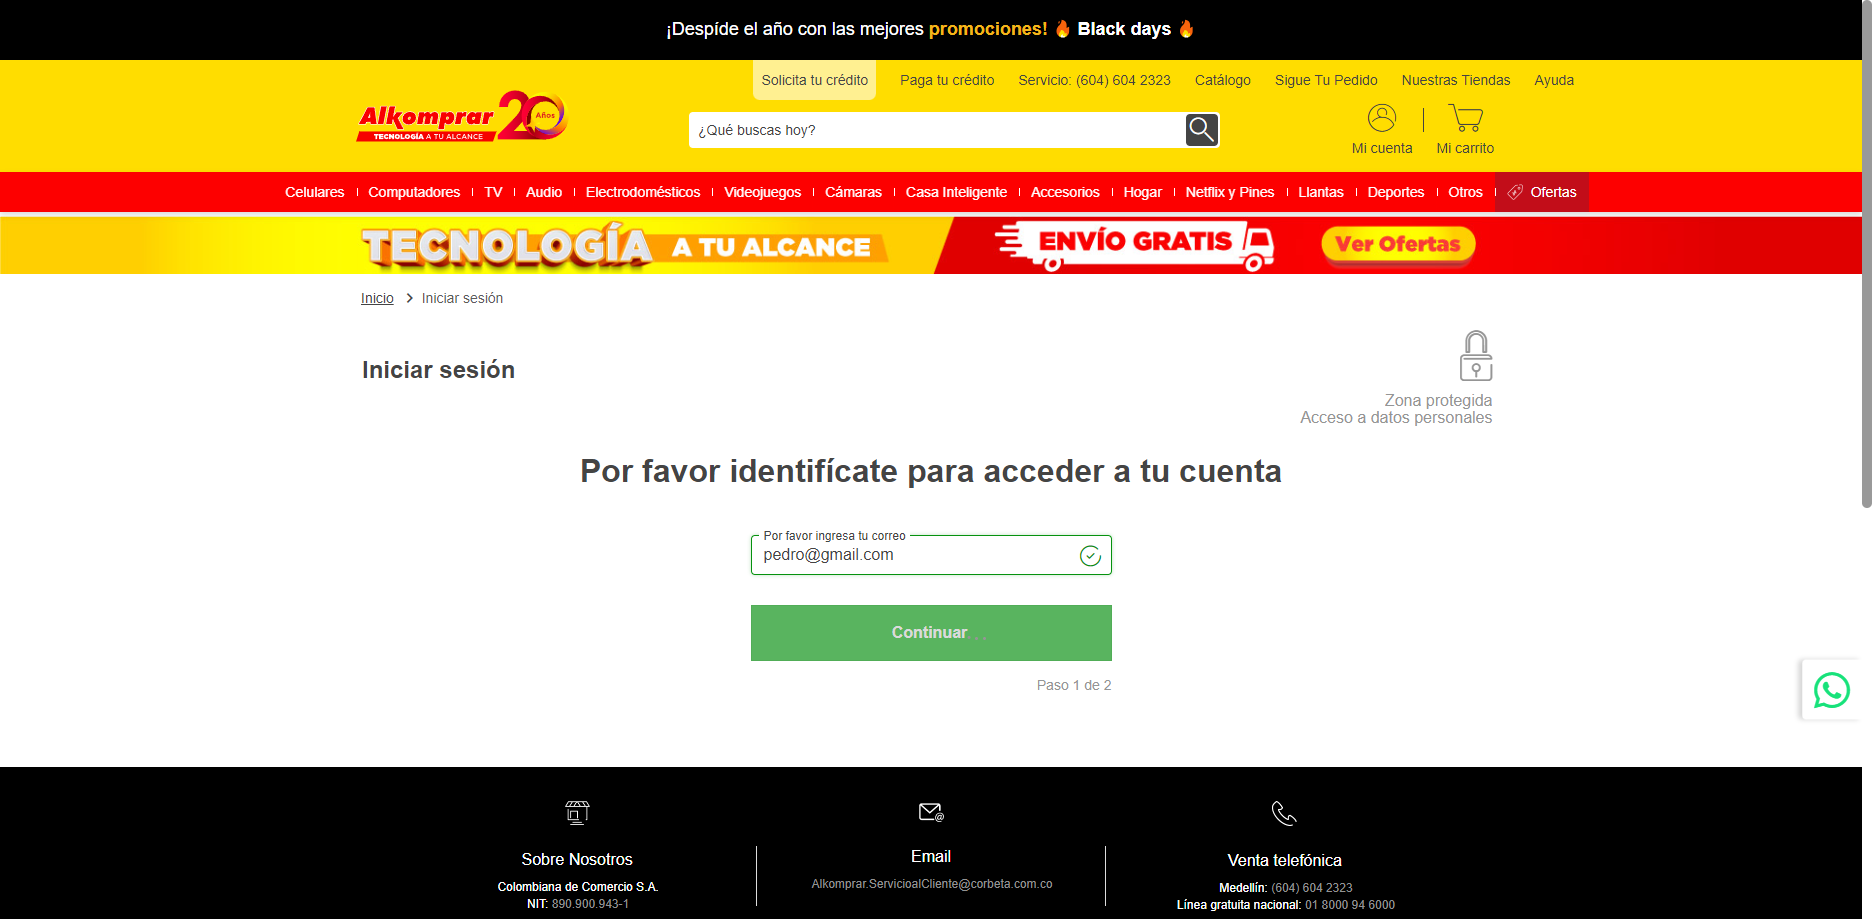 ¡Despíde el año con las mejores promociones! 🔥 Black days 🔥
Solicita tu crédito
Paga tu crédito
Servicio: (604) 604 2323
Catálogo
Sigue Tu Pedido
Nuestras Tiendas
Ayuda
Alkomprar 20 Años
TECNOLOGÍA A TU ALCANCE
¿Qué buscas hoy?
Mi cuenta
Mi carrito
Celulares
Computadores
TV
Audio
Electrodomésticos
Videojuegos
Cámaras
Casa Inteligente
Accesorios
Hogar
Netflix y Pines
Llantas
Deportes
Otros
Ofertas
TECNOLOGÍA A TU ALCANCE
ENVÍO GRATIS
Ver Ofertas
Inicio
Iniciar sesión
Iniciar sesión
Zona protegida
Acceso a datos personales
Por favor identifícate para acceder a tu cuenta
Por favor ingresa tu correo
pedro@gmail.com
Continuar...
Paso 1 de 2
Sobre Nosotros
Colombiana de Comercio S.A.
NIT: 890.900.943-1
Email
Alkomprar.ServicioalCliente@corbeta.com.co
Venta telefónica
Medellín: (604) 604 2323
Línea gratuita nacional: 01 8000 94 6000